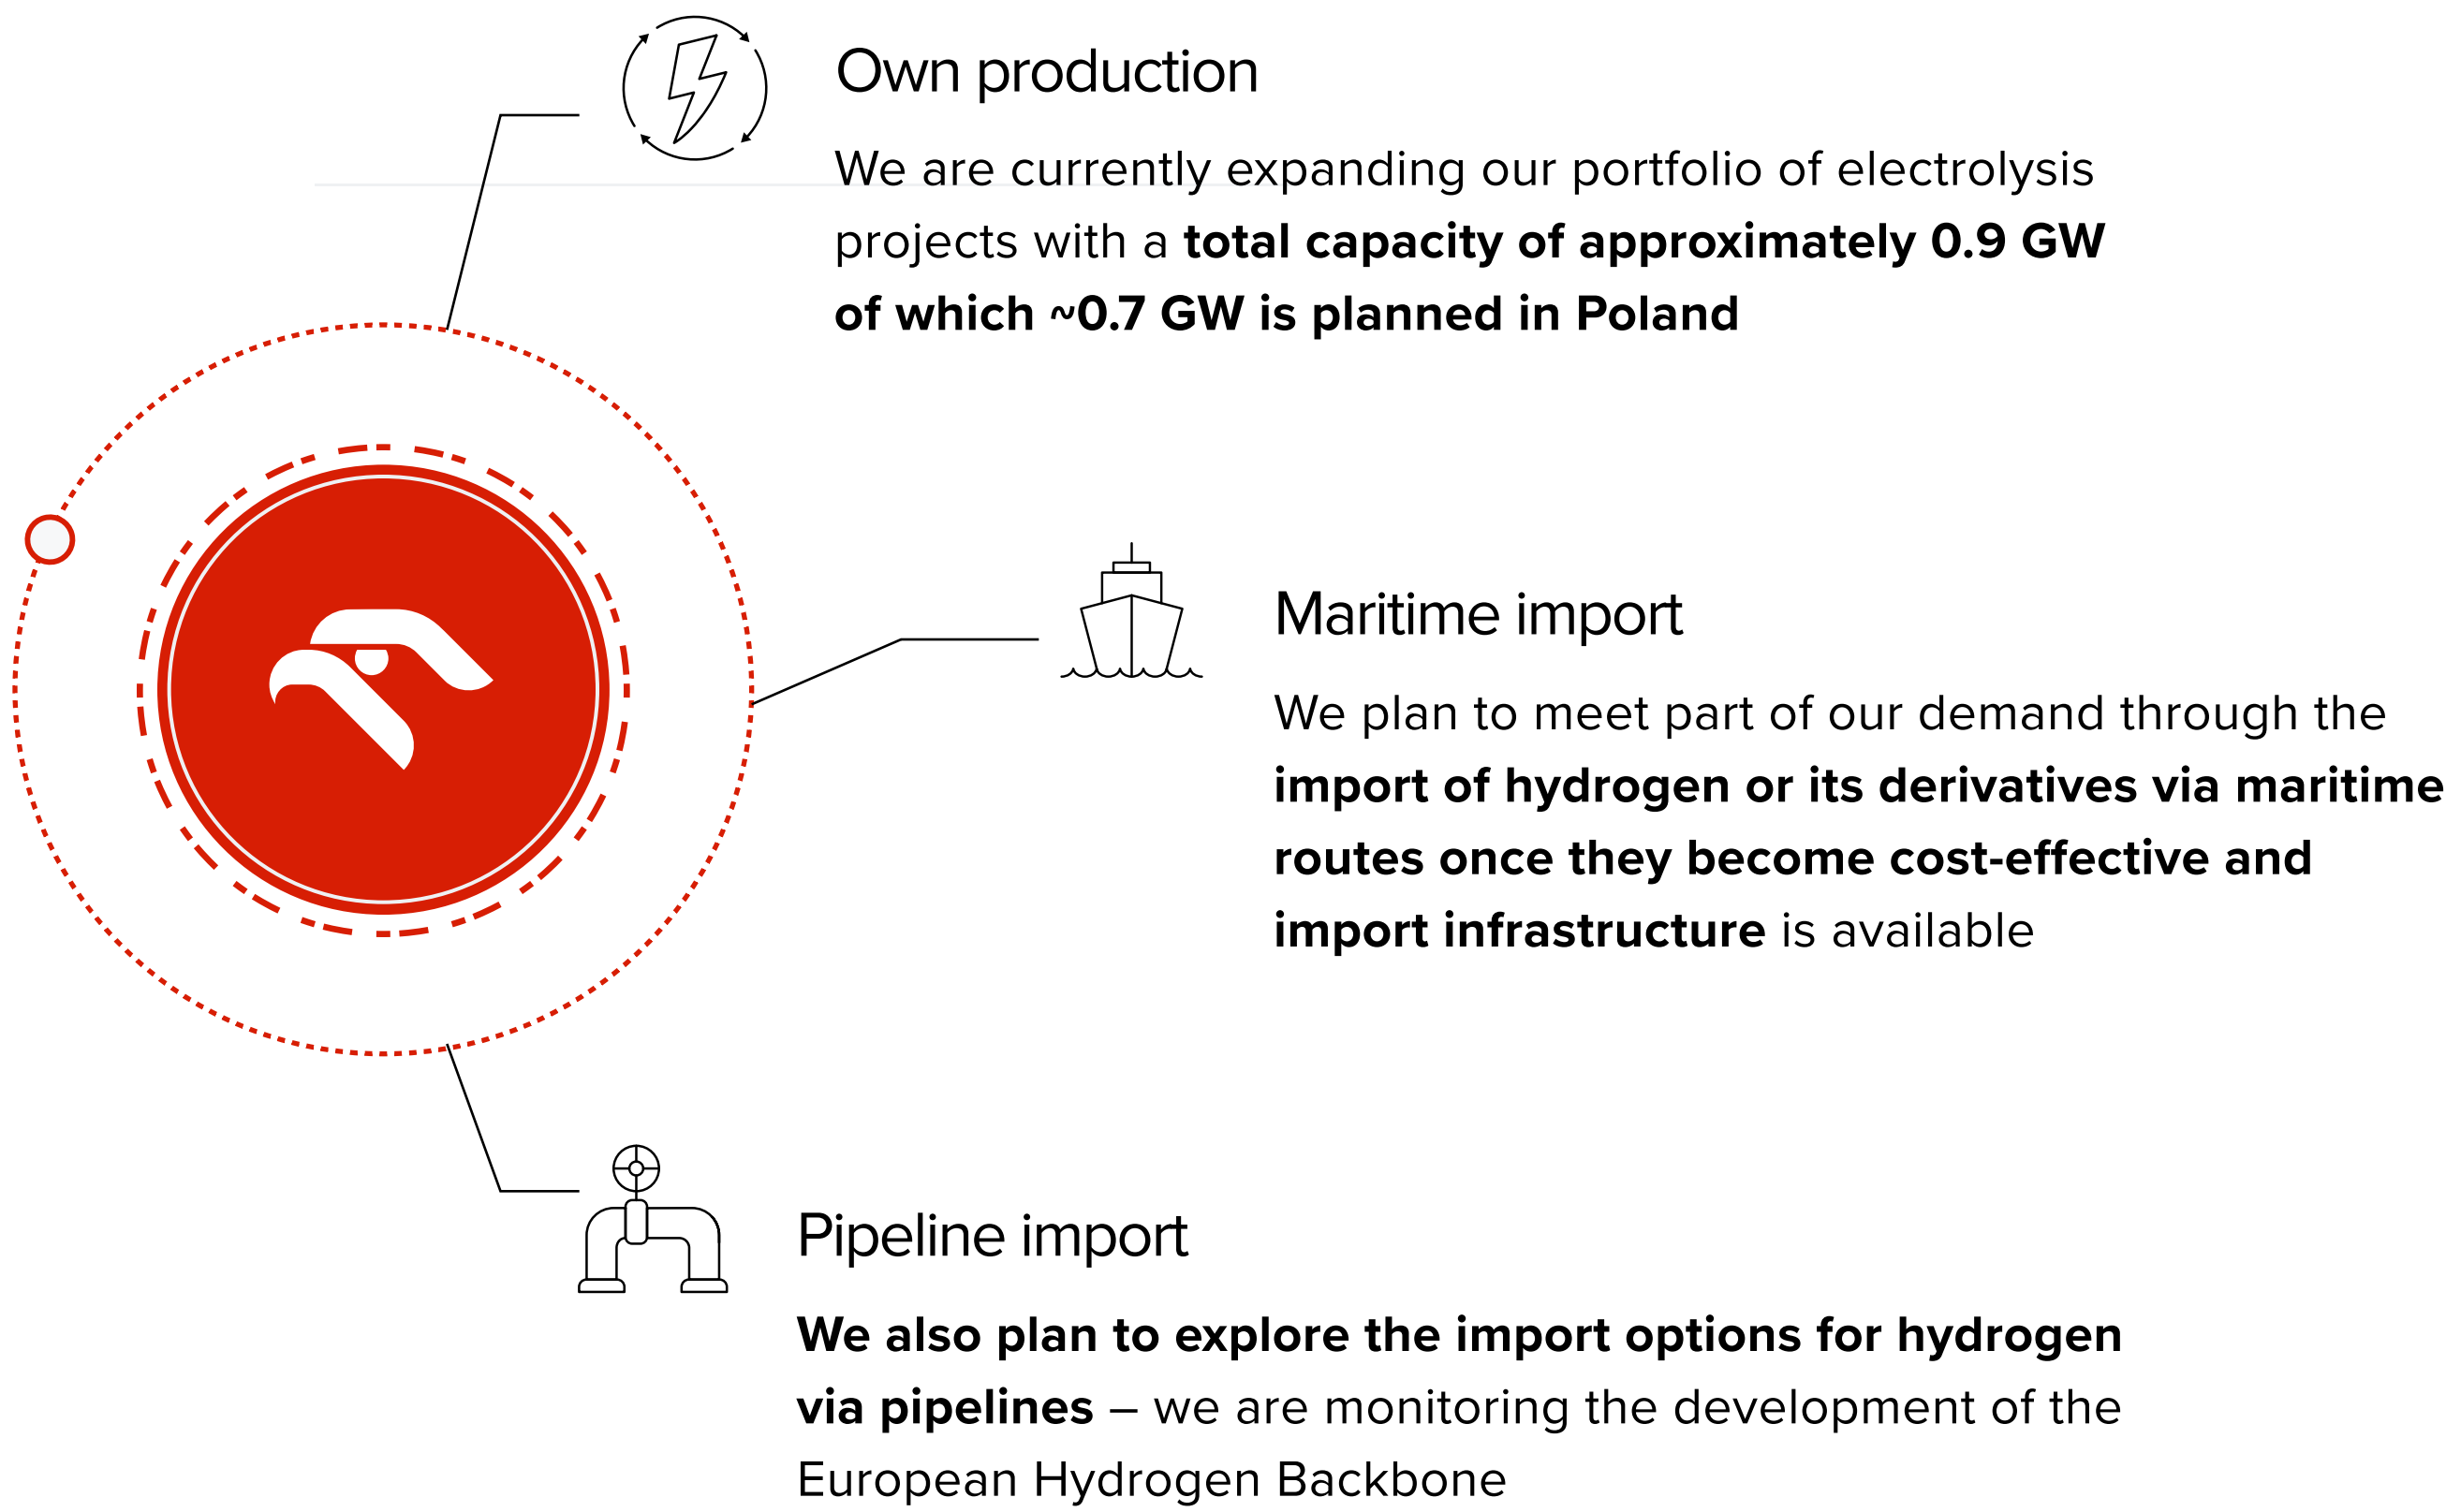 Own production
We are currently expanding our portfolio of electrolysis
projects with a total capacity of approximately 0.9 GW
of which ~0.7 GW is planned in Poland
Maritime import
We plan to meet part of our demand through the
import of hydrogen or its derivatives via maritime
routes once they become cost-effective and
import infrastructure is available
Pipeline import
We also plan to explore the import options for hydrogen
via pipelines — we are monitoring the development of the
European Hydrogen Backbone